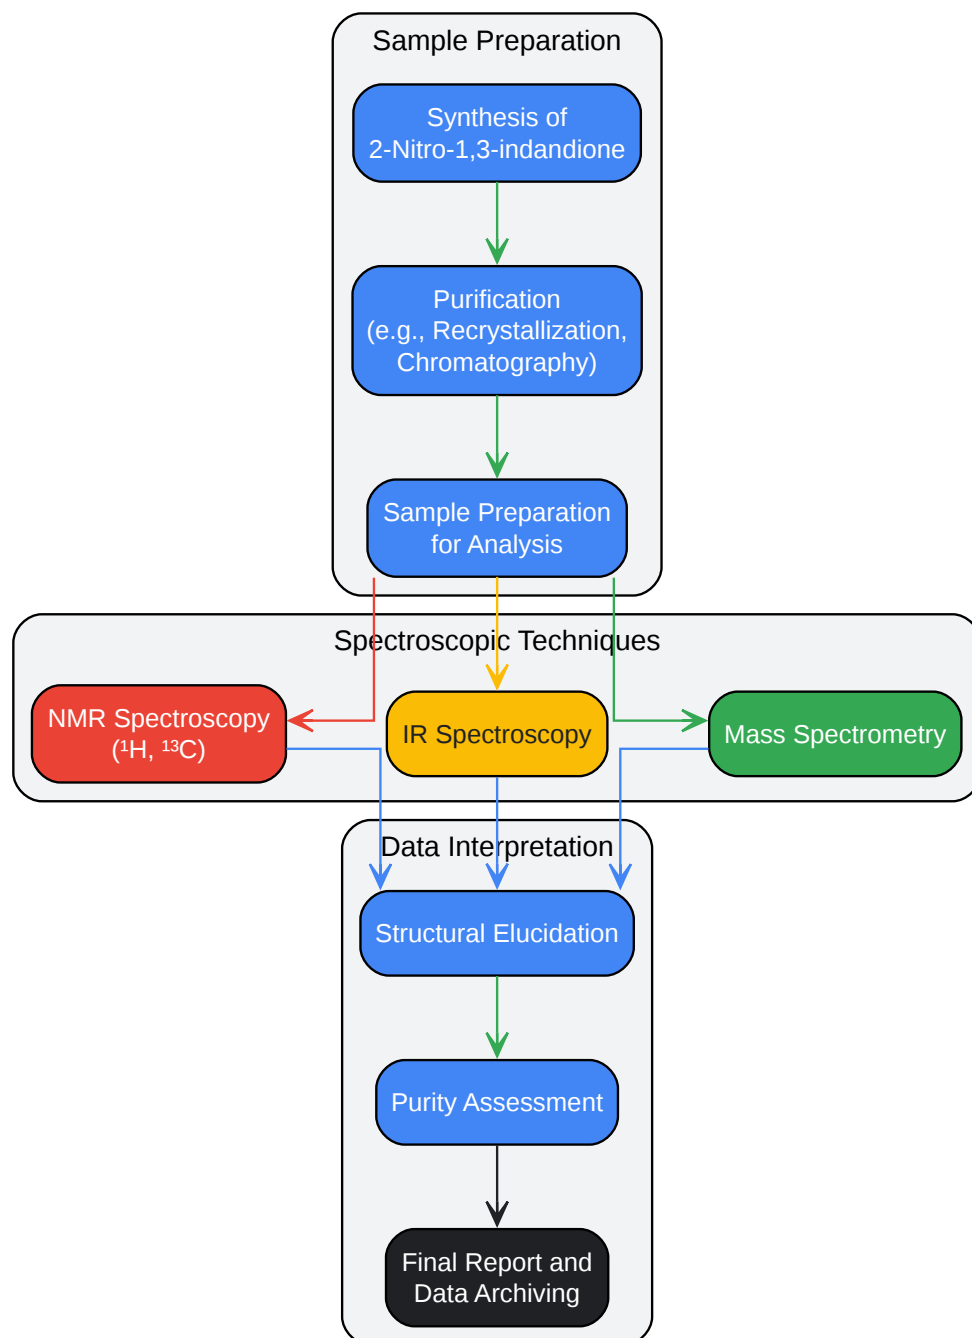 Sample Preparation
Synthesis of
2-Nitro-1,3-indandione
Purification
(e.g., Recrystallization,
Chromatography)
Sample Preparation
for Analysis
Spectroscopic Techniques
NMR Spectroscopy
(¹H, ¹³C)
IR Spectroscopy
Mass Spectrometry
Data Interpretation
Structural Elucidation
Purity Assessment
Final Report and
Data Archiving